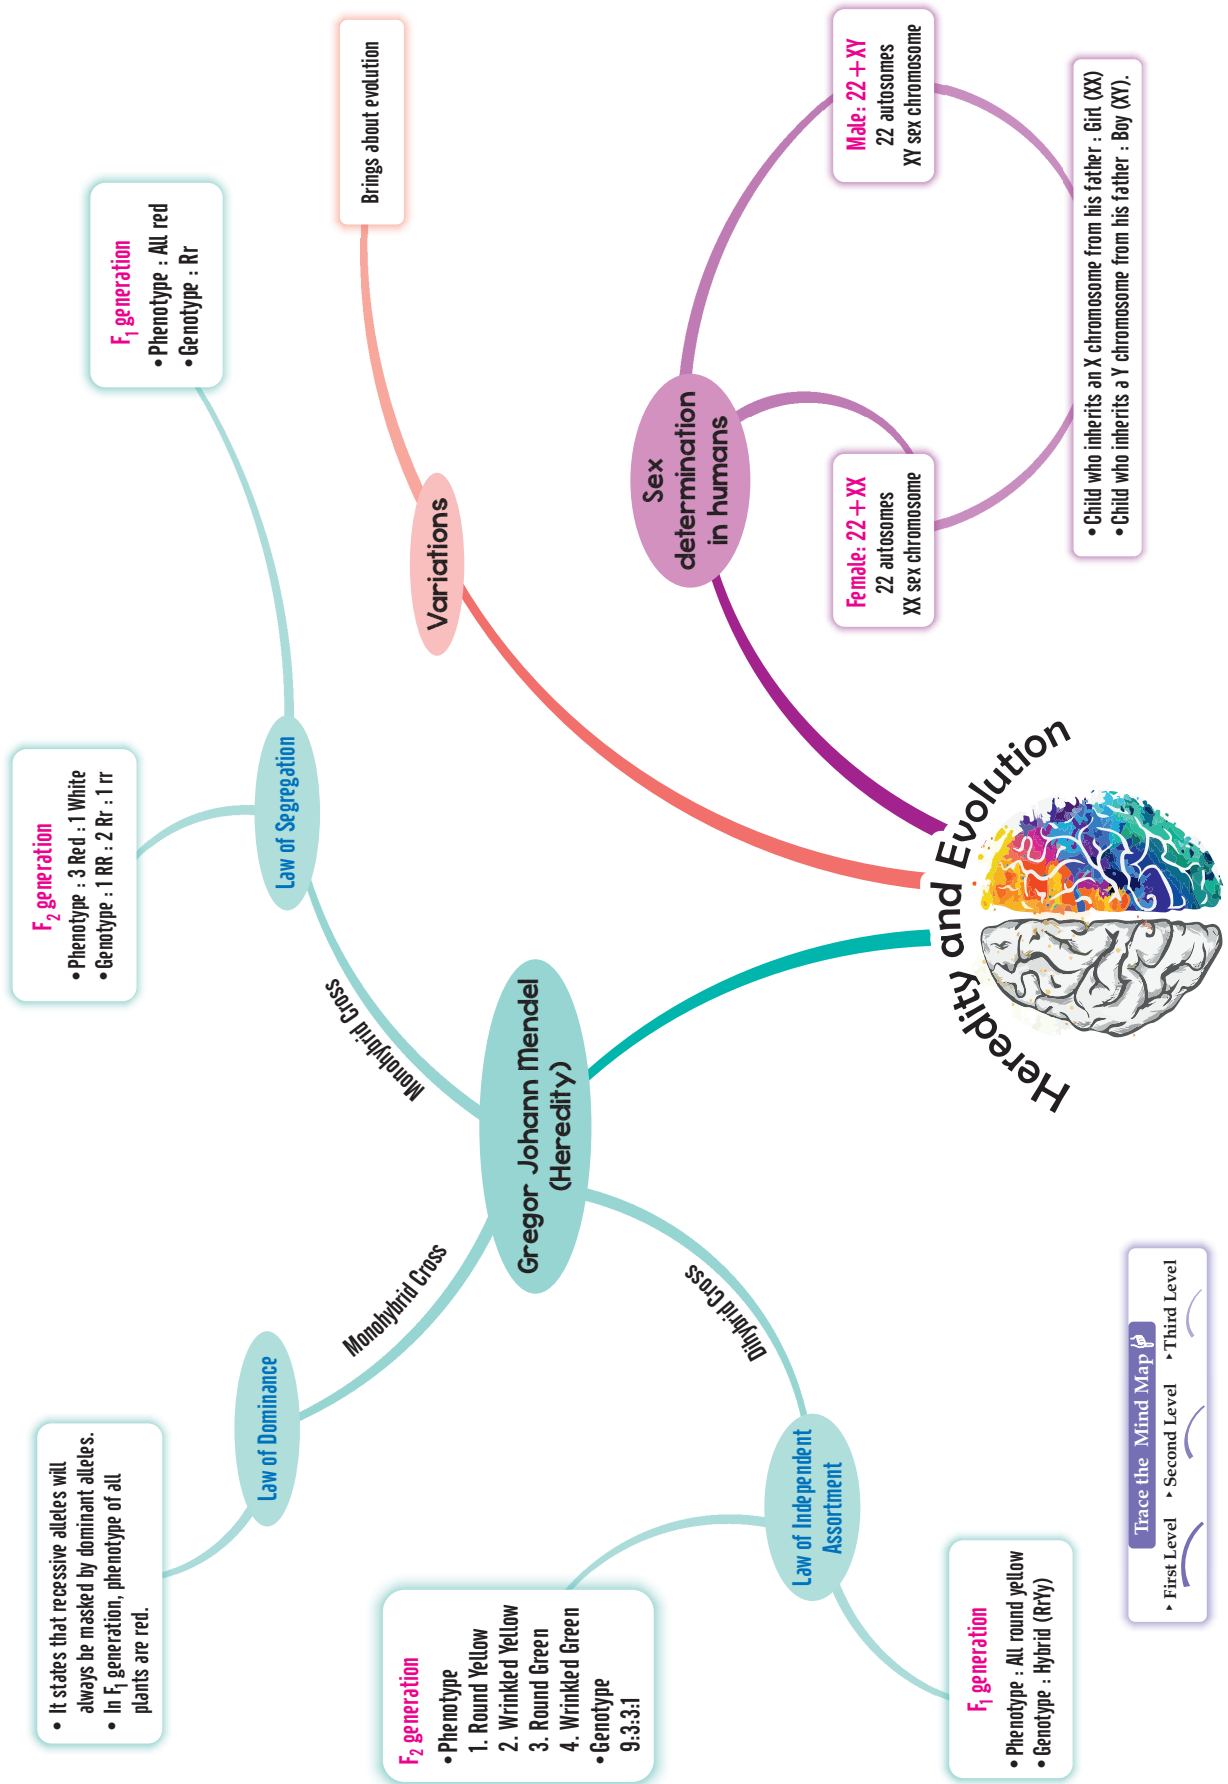 Heredity and Evolution
Gregor Johann Mendel
(Heredity)
Monohybrid Cross
Law of Dominance
• It states that recessive alleles will
always be masked by dominant alleles.
• In F₁ generation, phenotype of all
plants are red.
Monohybrid Cross
Law of Segregation
F₂ generation
• Phenotype : 3 Red : 1 White
• Genotype : 1 RR : 2 Rr : 1 rr
F₁ generation
• Phenotype : All red
• Genotype : Rr
Dihybrid Cross
Law of Independent
Assortment
F₂ generation
• Phenotype
1. Round Yellow
2. Wrinkled Yellow
3. Round Green
4. Wrinkled Green
• Genotype
9:3:3:1
F₁ generation
• Phenotype : All round yellow
• Genotype : Hybrid (RrYy)
Variations
Brings about evolution
Sex
determination
in humans
Female: 22+XX
22 autosomes
XX sex chromosome
Male: 22+XY
22 autosomes
XY sex chromosome
• Child who inherits an X chromosome from his father : Girl (XX)
• Child who inherits a Y chromosome from his father : Boy (XY).
Trace the Mind Map
▸ First Level ▸ Second Level ▸ Third Level